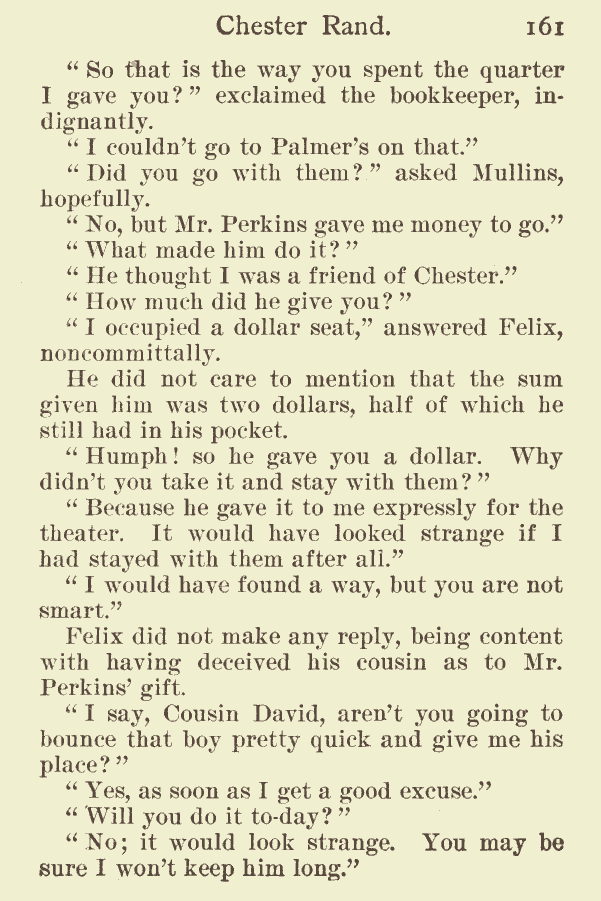 Chester Rand. 161
“ So that is the way you spent the quarter
I gave you? ” exclaimed the bookkeeper, in-
dignantly.
“ I couldn’t go to Palmer’s on that.”
“ Did you go with them? ” asked Mullins,
hopefully.
“ No, but Mr. Perkins gave me money to go.”
“ What made him do it? ”
“ He thought I was a friend of Chester.”
“ How much did he give you? ”
“ I occupied a dollar seat,” answered Felix,
noncommittally.
He did not care to mention that the sum
given him was two dollars, half of which he
still had in his pocket.
“ Humph! so he gave you a dollar. Why
didn’t you take it and stay with them? ”
“ Because he gave it to me expressly for the
theater. It would have looked strange if I
had stayed with them after all.”
“ I would have found a way, but you are not
smart.”
Felix did not make any reply, being content
with having deceived his cousin as to Mr.
Perkins’ gift.
“ I say, Cousin David, aren’t you going to
bounce that boy pretty quick and give me his
place? ”
“ Yes, as soon as I get a good excuse.”
“ Will you do it to-day? ”
“ No; it would look strange. You may be
sure I won’t keep him long.”